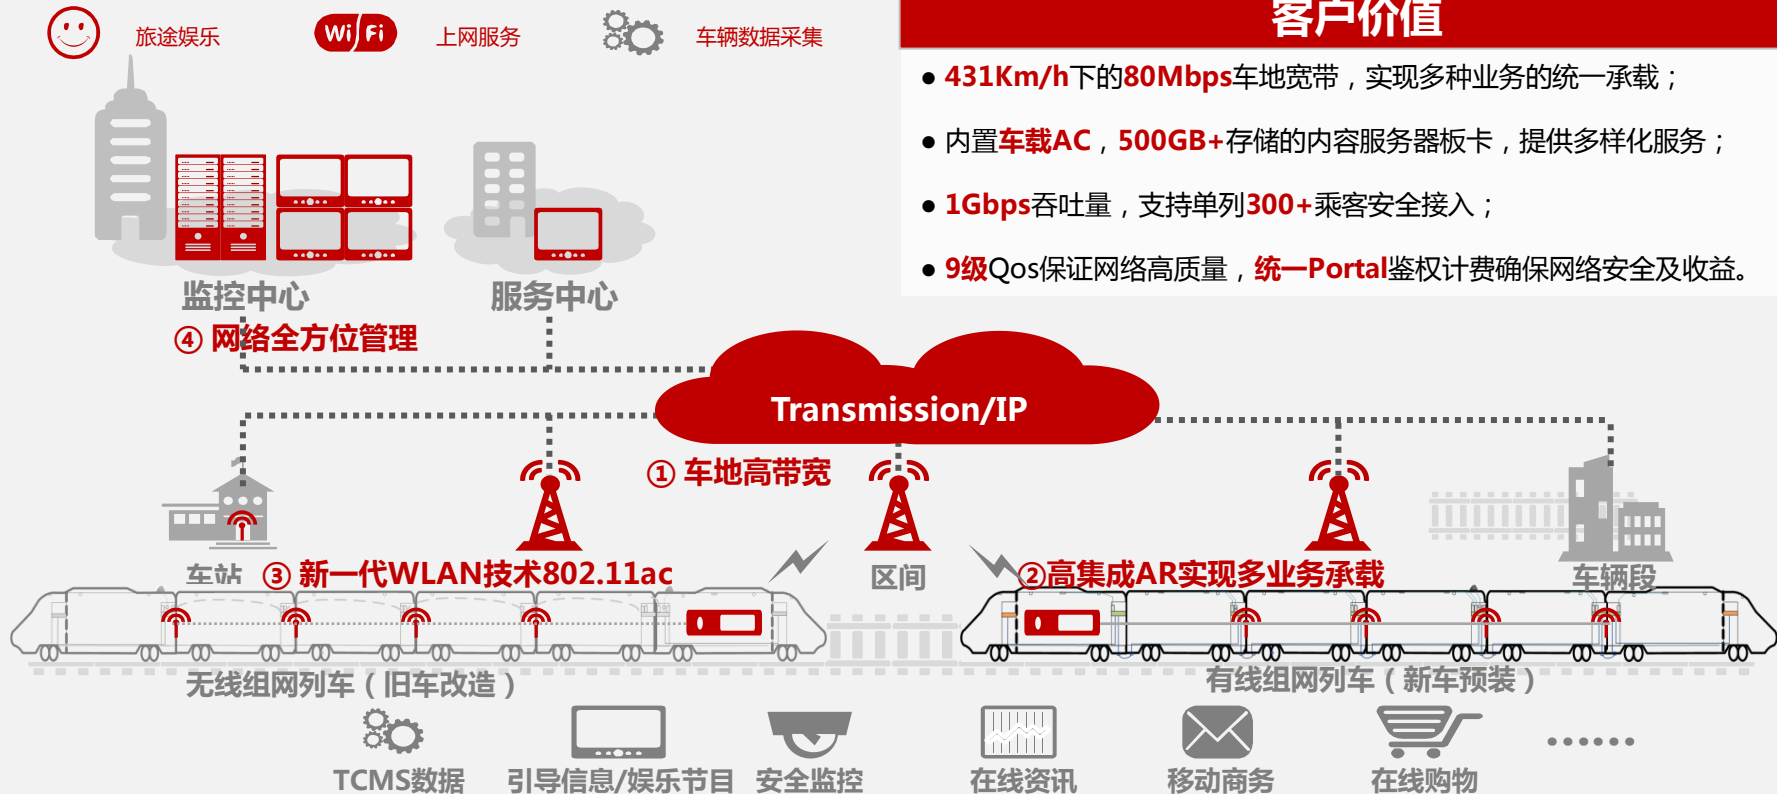 旅途娱乐
WiFi
上网服务
车辆数据采集
客户价值
● 431Km/h下的80Mbps车地宽带，实现多种业务的统一承载；
● 内置车载AC，500GB+存储的内容服务器板卡，提供多样化服务；
● 1Gbps吞吐量，支持单列300+乘客安全接入；
● 9级Qos保证网络高质量，统一Portal鉴权计费确保网络安全及收益。
监控中心
服务中心
④ 网络全方位管理
Transmission/IP
① 车地高带宽
车站
③ 新一代WLAN技术802.11ac
区间
②高集成AR实现多业务承载
车辆段
无线组网列车（旧车改造）
有线组网列车（新车预装）
TCMS数据
引导信息/娱乐节目
安全监控
在线资讯
移动商务
在线购物
······